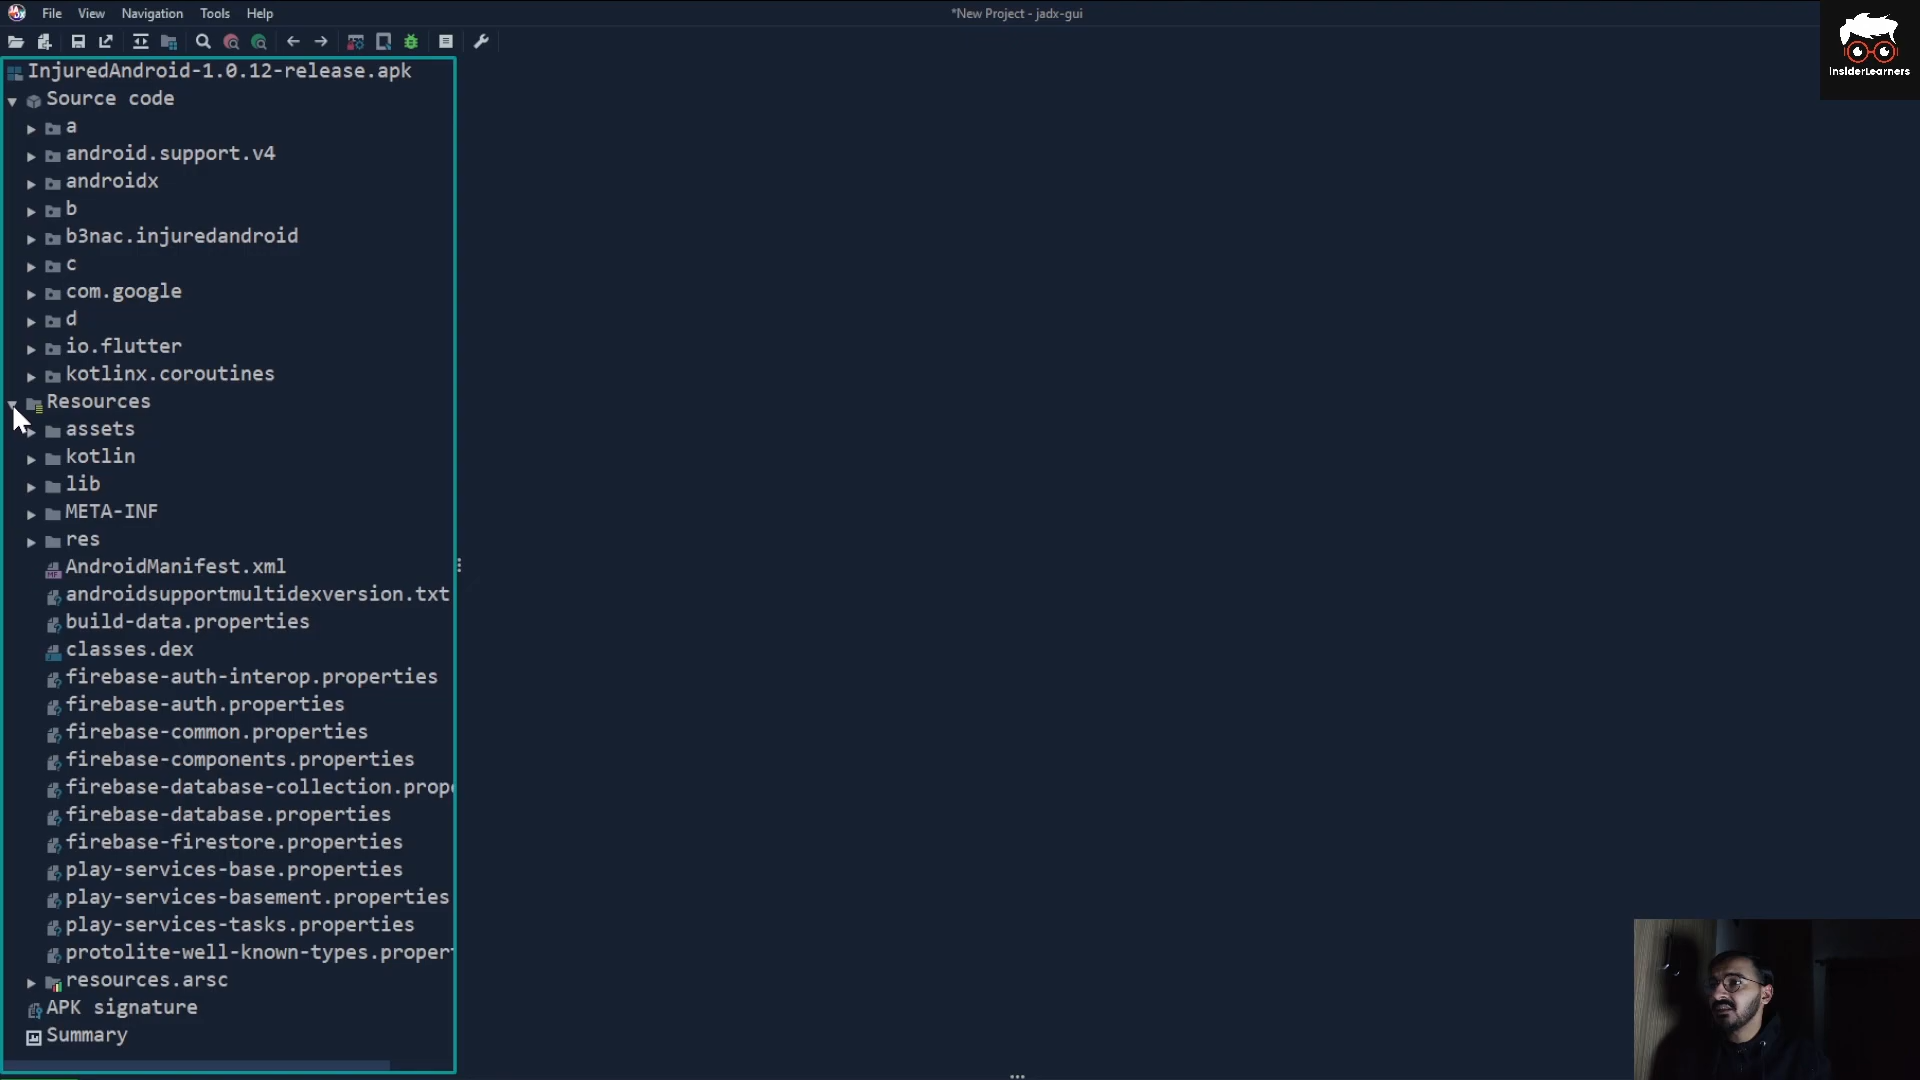 File View Navigation Tools Help
*New Project - jadx-gui
InsiderLearners
InjuredAndroid-1.0.12-release.apk
Source code
a
android.support.v4
androidx
b
b3nac.injuredandroid
c
com.google
d
io.flutter
kotlinx.coroutines
Resources
assets
kotlin
lib
META-INF
res
AndroidManifest.xml
androidsupportmultidexversion.txt
build-data.properties
classes.dex
firebase-auth-interop.properties
firebase-auth.properties
firebase-common.properties
firebase-components.properties
firebase-database-collection.prop
firebase-database.properties
firebase-firestore.properties
play-services-base.properties
play-services-basement.properties
play-services-tasks.properties
protolite-well-known-types.proper
resources.arsc
APK signature
Summary